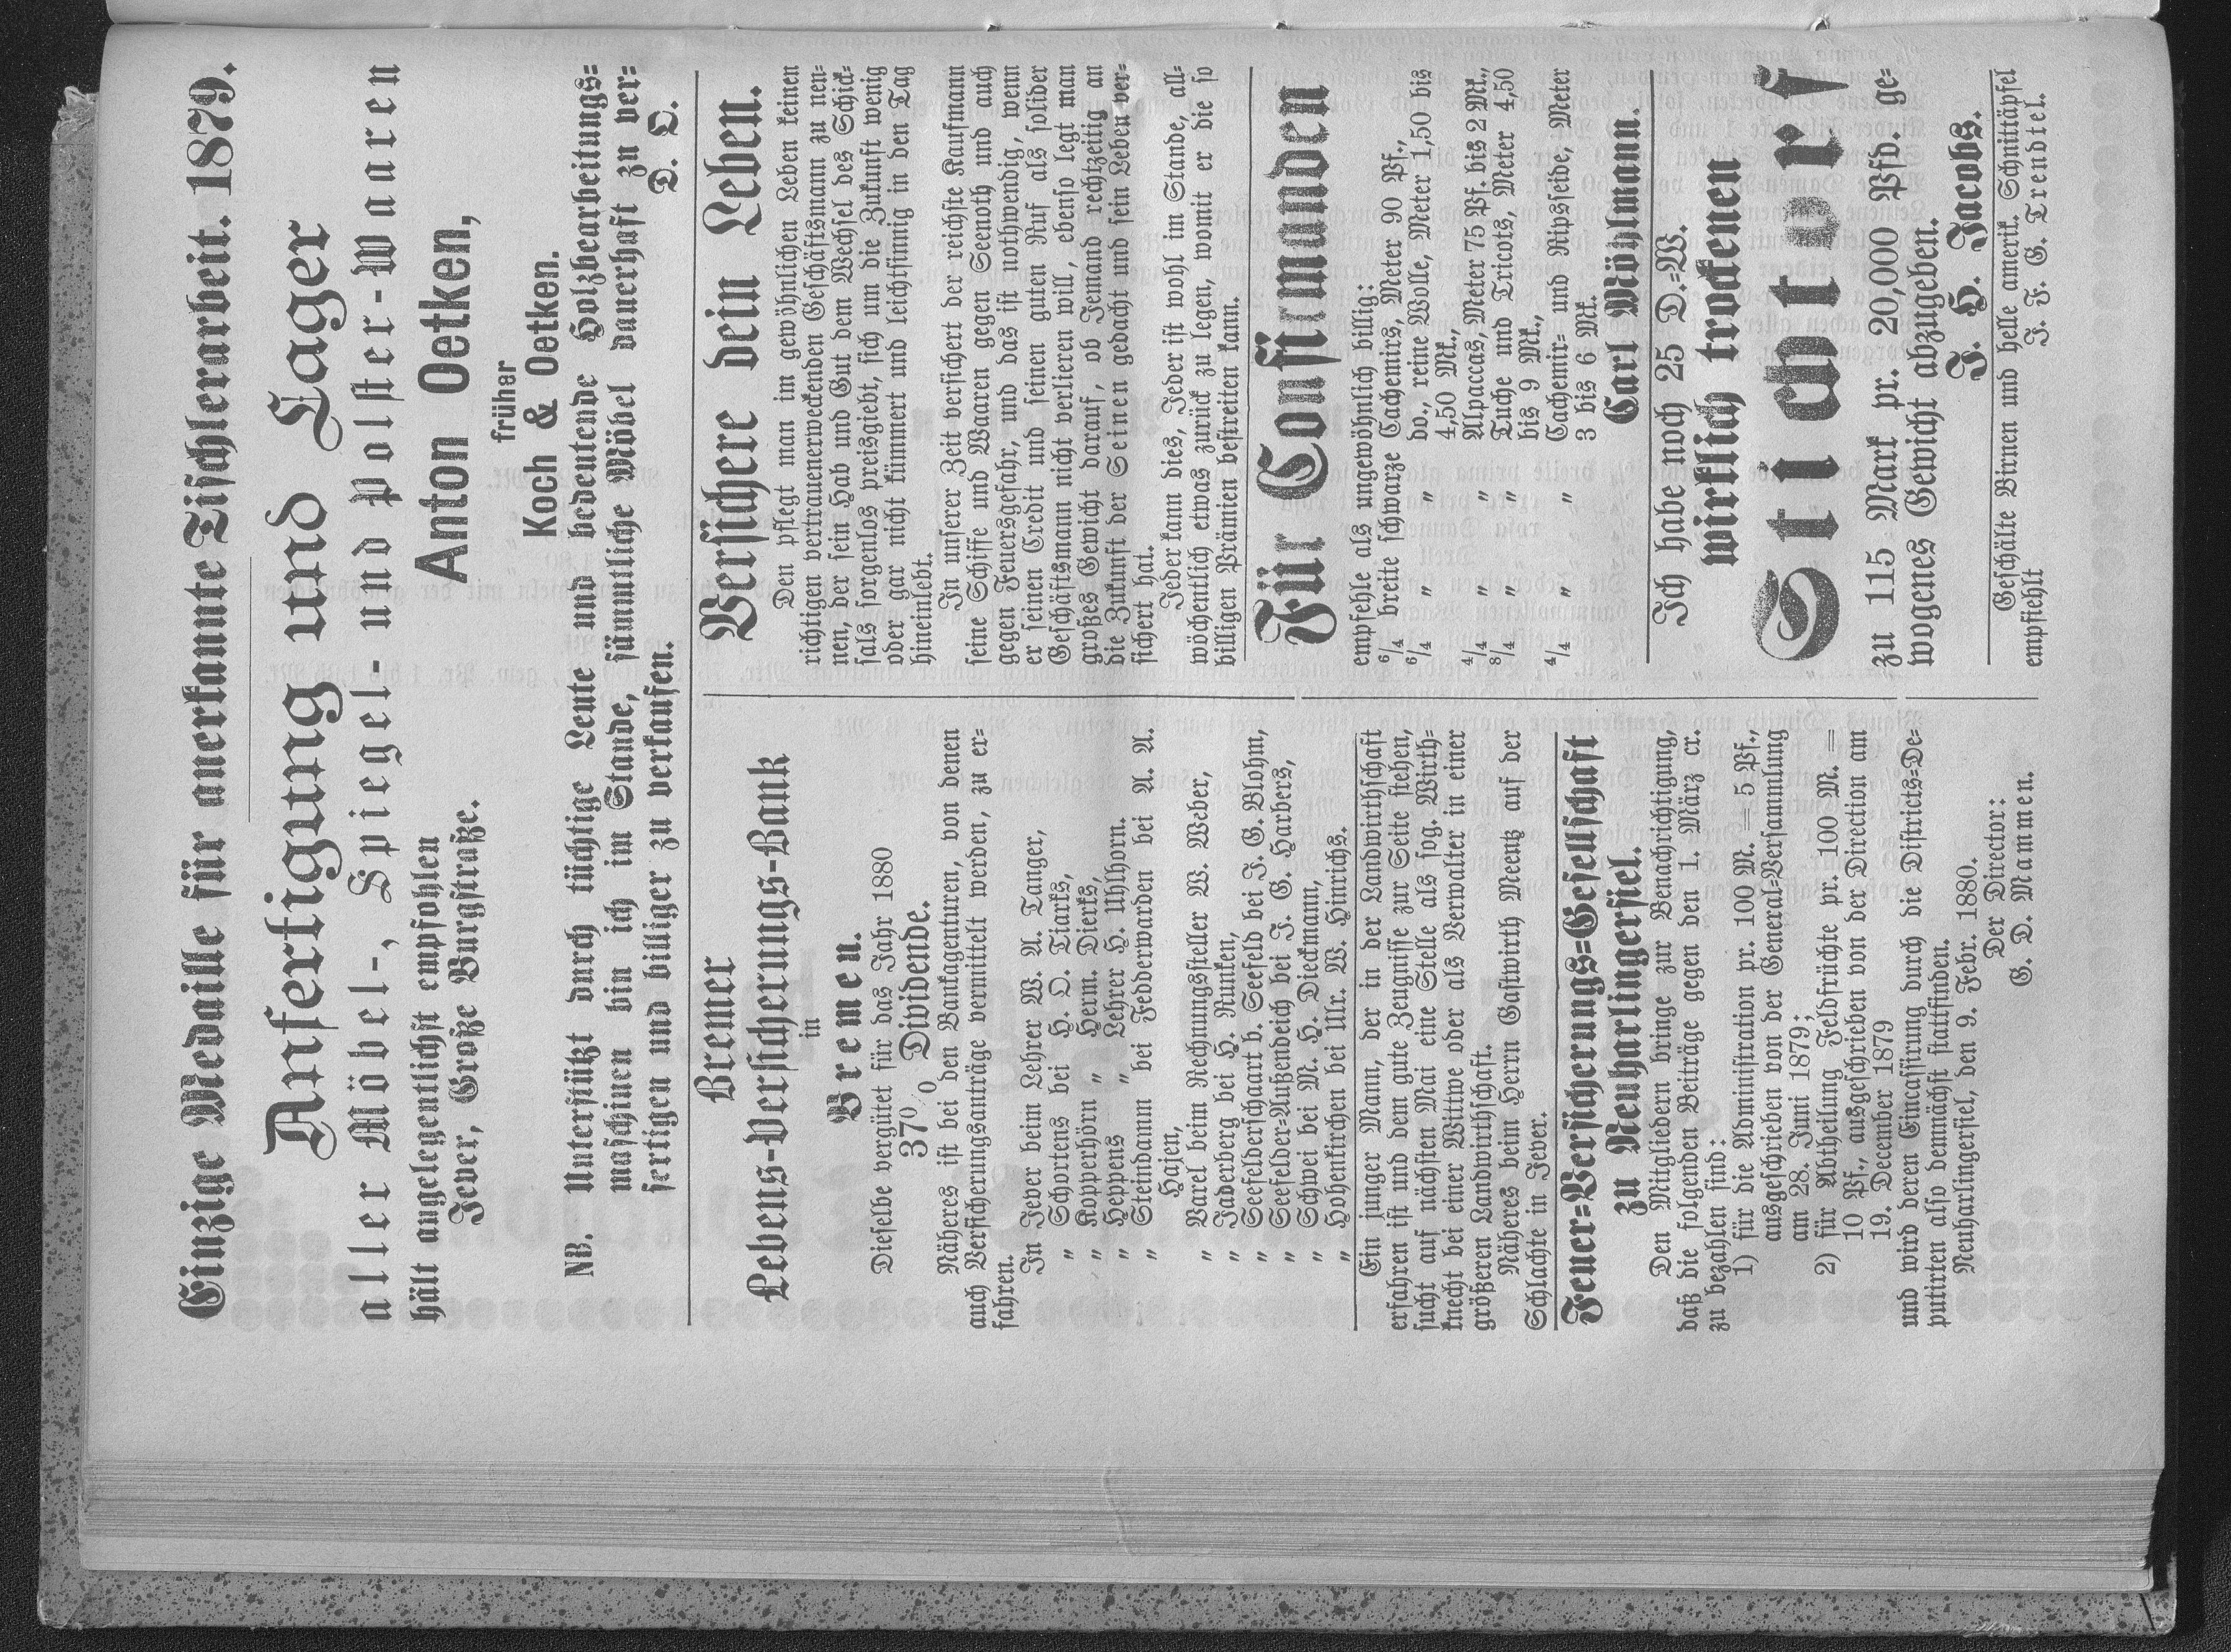 Einzige Medaille für anerkannte Tischlerarbeit. 1879.
Anfertigung und Lager
aller Möbel-, Spiegel- und Polster-Waaren
hält angelegentlichst empfohlen
Jever, Große Burgstraße.
Anton Oetken,
früher
Koch & Oetken.
NB. Unterstützt durch tüchtige Leute und bedeutende Holzbearbeitungs-
maschinen bin ich im Stande, sämmtliche Möbel dauerhaft zu ver-
fertigen und billiger zu verkaufen.
D. O.
Bremer
Lebens-Versicherungs-Bank
in
Bremen.
Dieselbe vergütet für das Jahr 1880
37% Dividende.
Näheres ist bei den Bankagenturen, von denen
auch Versicherungsanträge vermittelt werden, zu er-
fahren.
In Jever beim Lehrer W. A. Tanger,
„ Schortens bei H. O. Tiarks,
„ Kopperhörn „ Herm. Dierks,
„ Heppens „ Lehrer H. Uhlhorn.
„ Steindamm bei Fedderwarden bei A. A.
Hajen,
„ Varel beim Rechnungssteller W. Weber,
„ Jaderberg bei H. Runken,
„ Seefelderschaart b. Seefeld bei J. G. Blohm,
„ Seefelder-Außendeich bei J. G. Harbers,
„ Schwei bei M. H. Dieckmann,
„ Hohenkirchen bei Ulr. W. Hinrichs.
Ein junger Mann, der in der Landwirthschaft
erfahren ist und dem gute Zeugnisse zur Seite stehen,
sucht auf nächsten Mai eine Stelle als sog. Wirth-
knecht bei einer Wittwe oder als Verwalter in einer
größeren Landwirthschaft.
Näheres beim Herrn Gastwirth Meentz auf der
Schlachte in Jever.
Feuer-Versicherungs-Gesellschaft
zu Neuharlingersiel.
Den Mitgliedern bringe zur Benachrichtigung,
daß die folgenden Beiträge gegen den 1. März cr.
zu bezahlen sind:
1) für die Administration pr. 100 M. = 5 Pf.,
ausgeschrieben von der General-Versammlung
am 28. Juni 1879;
2) für Abtheilung Feldfrüchte pr. 100 M. =
10 Pf., ausgeschrieben von der Direction am
19. December 1879
und wird deren Eincassirung durch die Districts-De-
putirten also demnächst stattfinden.
Neuharlingersiel, den 9. Febr. 1880.
Der Director:
G. D. Mammen.
Versichere dein Leben.
Den pflegt man im gewöhnlichen Leben keinen
richtigen vertrauenerweckenden Geschäftsmann zu nen-
nen, der sein Hab und Gut dem Wechsel des Schick-
sals sorgenlos preisgiebt, sich um die Zukunft wenig
oder gar nicht kümmert und leichtsinnig in den Tag
hineinlebt.
In unserer Zeit versichert der reichste Kaufmann
seine Schiffe und Waaren gegen Seenoth und auch
gegen Feuersgefahr, und das ist nothwendig, wenn
er seinen Credit und seinen guten Ruf als solider
Geschäftsmann nicht verlieren will, ebenso legt man
großes Gewicht darauf, ob Jemand rechtzeitig an
die Zukunft der Seinen gedacht und sein Leben ver-
sichert hat.
Jeder kann dies, Jeder ist wohl im Stande, all-
wöchentlich etwas zurück zu legen, womit er die so
billigen Prämien bestreiten kann.
Für Confirmanden
empfehle als ungewöhnlich billig:
6/4 breite schwarze Cachemirs, Meter 90 Pf.,
6/4 „ „ do., reine Wolle, Meter 1,50 bis
4,50 Mk.,
4/4 „ „ Alpaccas, Meter 75 Pf. bis 2 Mk.,
8/4 „ „ Tuche und Tricots, Meter 4,50
bis 9 Mk.,
4/4 „ „ Cachemir- und Ripsseide, Meter
3 bis 6 Mk.
Carl Möhlmann.
Ich habe noch 25 D.-W.
wirklich trockenen
Stichtorf
zu 115 Mark pr. 20,000 Pfd. ge-
wogenes Gewicht abzugeben.
J. H. Jacobs.
Geschälte Birnen und helle amerik. Schnittäpfel
empfiehlt J. F. G. Trendtel.